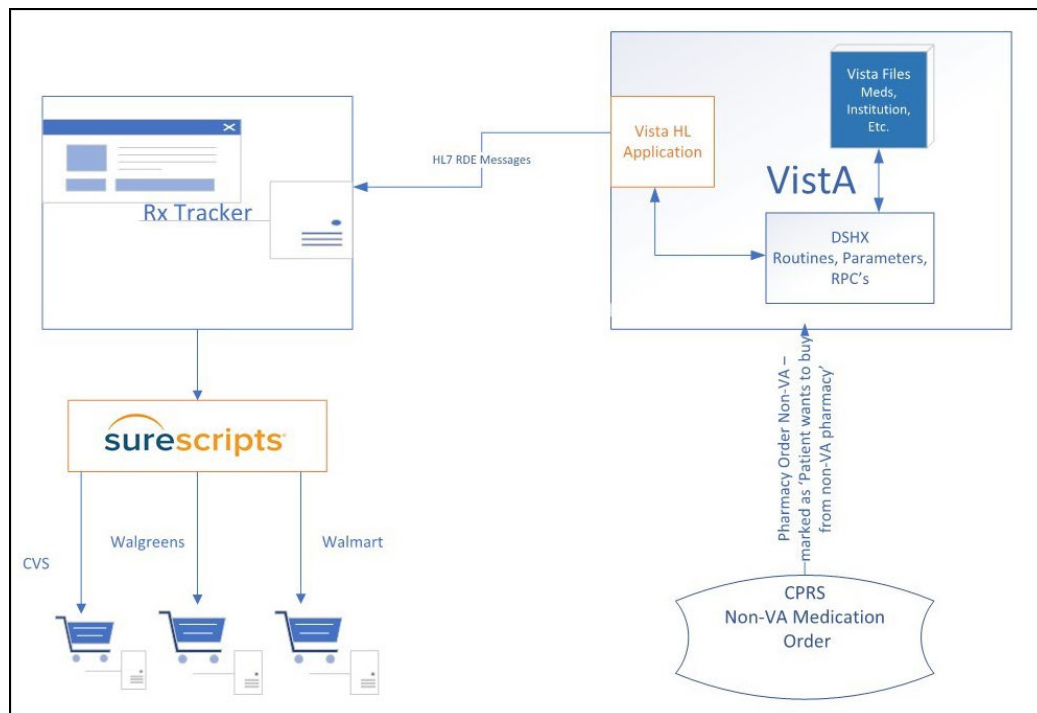 Vista Files
Meds,
Institution,
Etc.
Vista HL
Application
HL7 RDE Messages
VistA
Rx Tracker
DSHX
Routines, Parameters,
RPC's
surescripts
Pharmacy Order Non-VA –
marked as 'Patient wants to buy
from non-VA pharmacy'
CVS
Walgreens
Walmart
CPRS
Non-VA Medication
Order